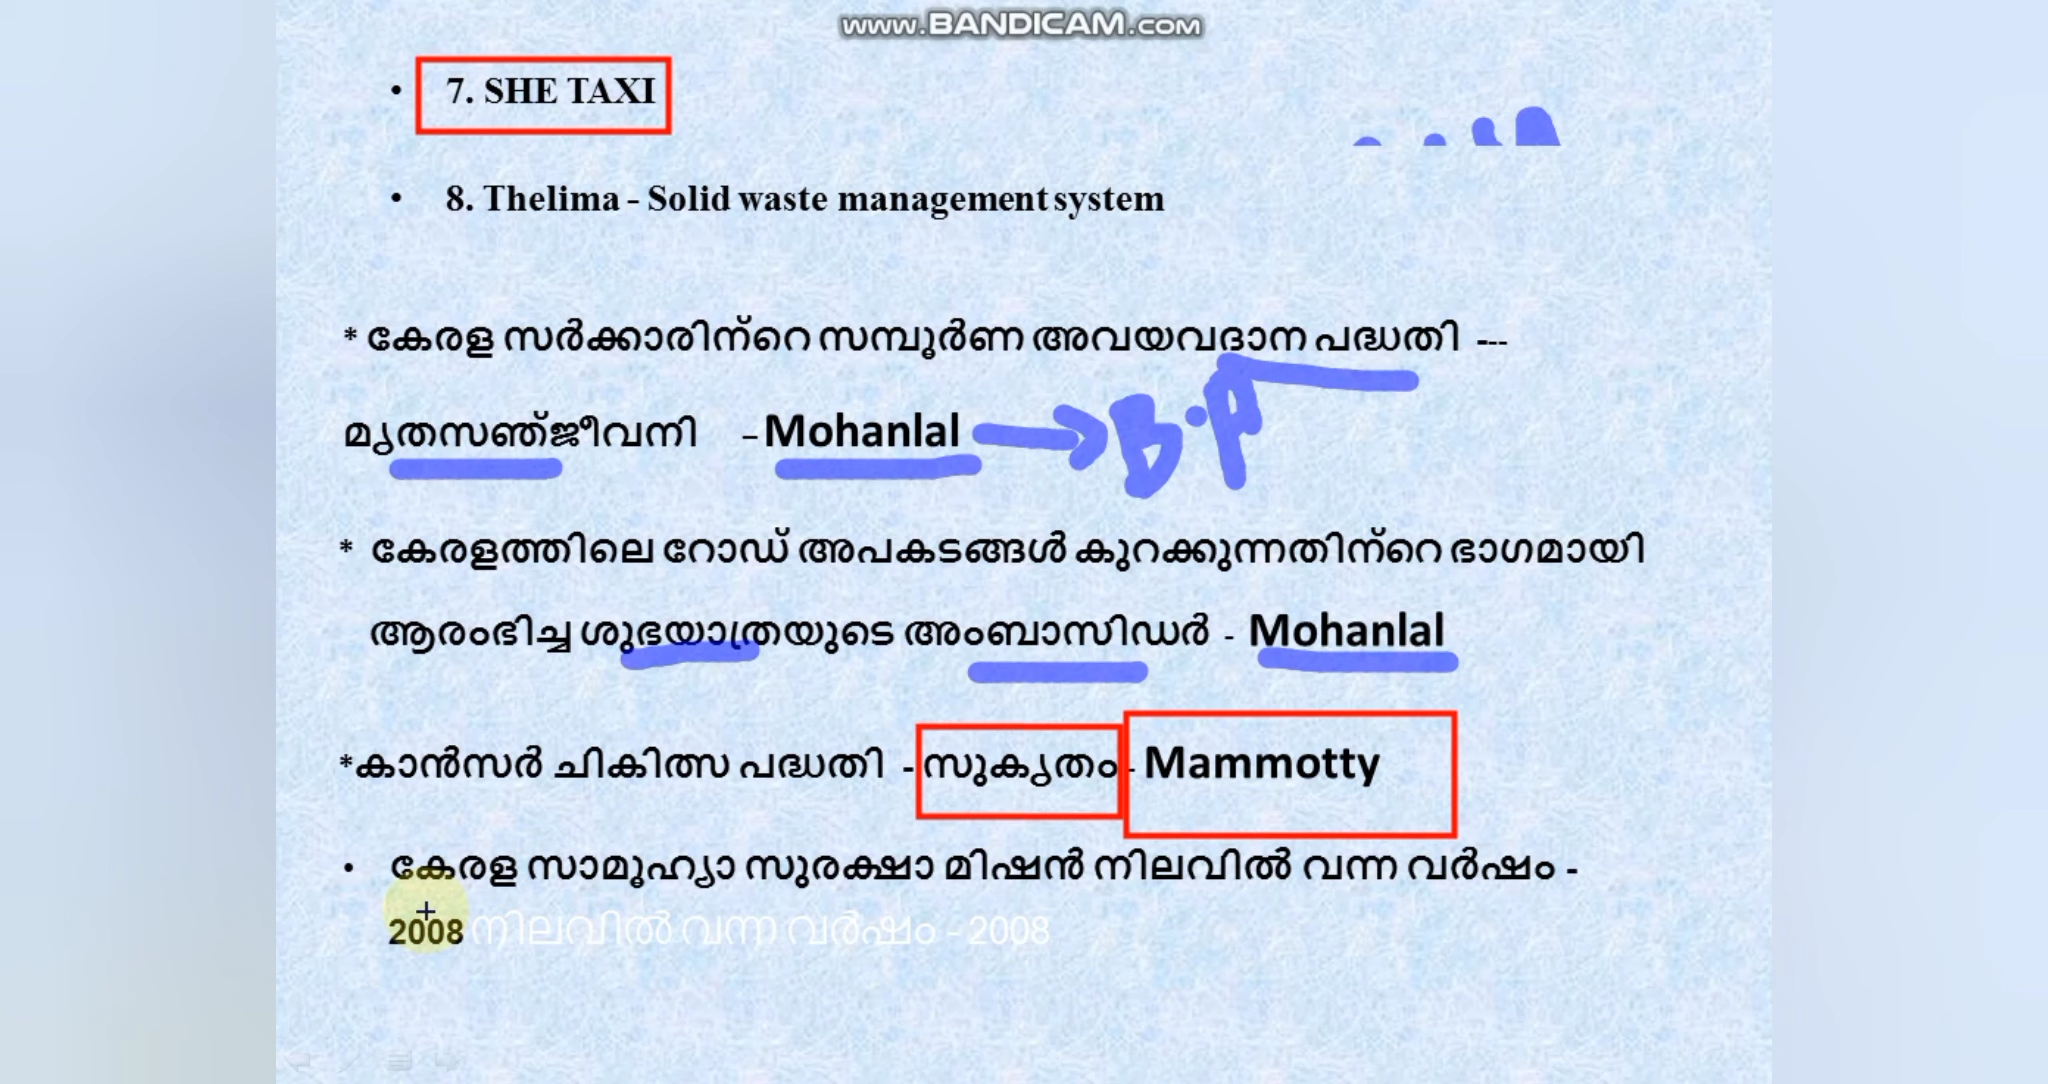 www.BANDICAM.com
• 7. SHE TAXI
• 8. Thelima - Solid waste management system
* കേരള സർക്കാരിന്റെ സമ്പൂർണ അവയവദാന പദ്ധതി ---
മൃതസഞ്ജീവനി – Mohanlal → B.P
* കേരളത്തിലെ റോഡ് അപകടങ്ങൾ കുറക്കുന്നതിന്റെ ഭാഗമായി
ആരംഭിച്ച ശുഭയാത്രയുടെ അംബാസിഡർ - Mohanlal
*കാൻസർ ചികിത്സ പദ്ധതി - സുകൃതം - Mammotty
• കേരള സാമൂഹ്യാ സുരക്ഷാ മിഷൻ നിലവിൽ വന്ന വർഷം -
2008 നിലവിൽ വന്ന വർഷം - 2008